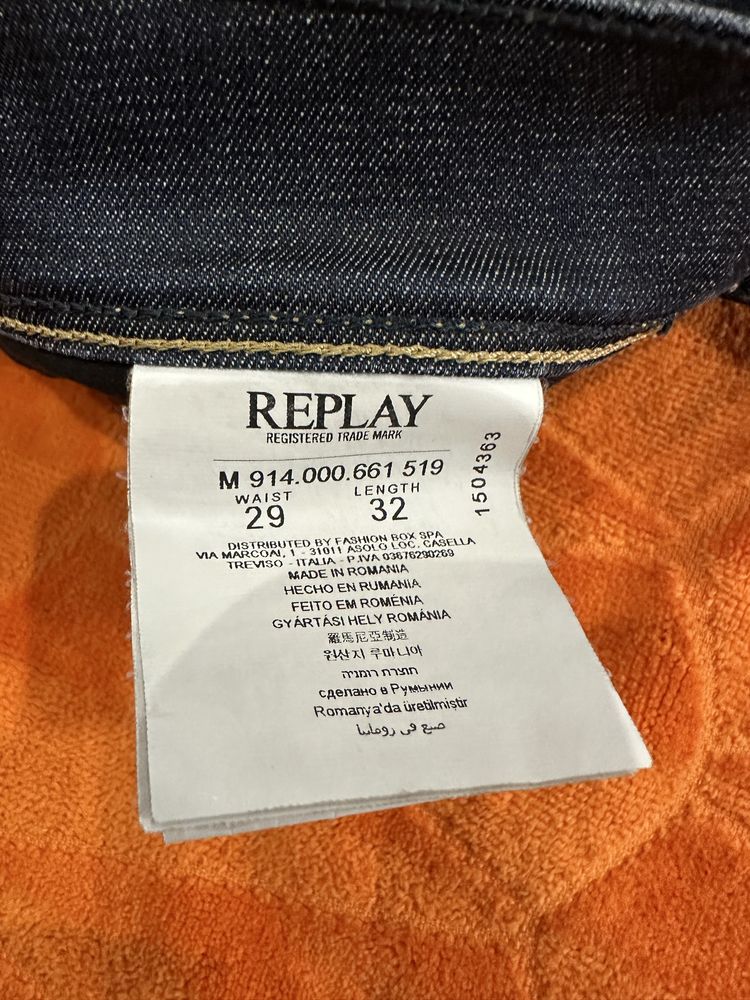 REPLAY
REGISTERED TRADE MARK
M 914.000.661 519
WAIST LENGTH
29 32
1504363
DISTRIBUTED BY FASHION BOX SPA
VIA MARCOAI, 1 - 31011 ASOLO LOC. CASELLA
TREVISO - ITALIA - P.IVA 03676290269
MADE IN ROMANIA
HECHO EN RUMANIA
FEITO EM ROMÉNIA
GYÁRTÁSI HELY ROMÁNIA
羅馬尼亞制造
원산지 루마니아
תוצרת רומניה
сделано в Румынии
Romanya'da üretilmiştir
صنع في رومانيا